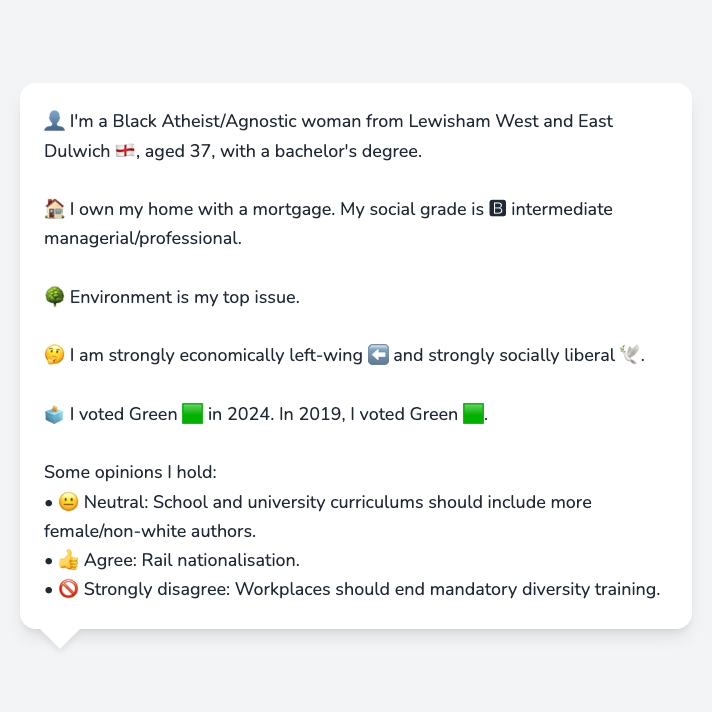 👤 I'm a Black Atheist/Agnostic woman from Lewisham West and East
Dulwich 🏴󠁧󠁢󠁥󠁮󠁧󠁿, aged 37, with a bachelor's degree.
🏠 I own my home with a mortgage. My social grade is 🅱 intermediate
managerial/professional.
🌳 Environment is my top issue.
🤔 I am strongly economically left-wing ⬅️ and strongly socially liberal 🕊️.
🗳️ I voted Green 🟩 in 2024. In 2019, I voted Green 🟩.
Some opinions I hold:
• 😐 Neutral: School and university curriculums should include more
female/non-white authors.
• 👍 Agree: Rail nationalisation.
• 🚫 Strongly disagree: Workplaces should end mandatory diversity training.